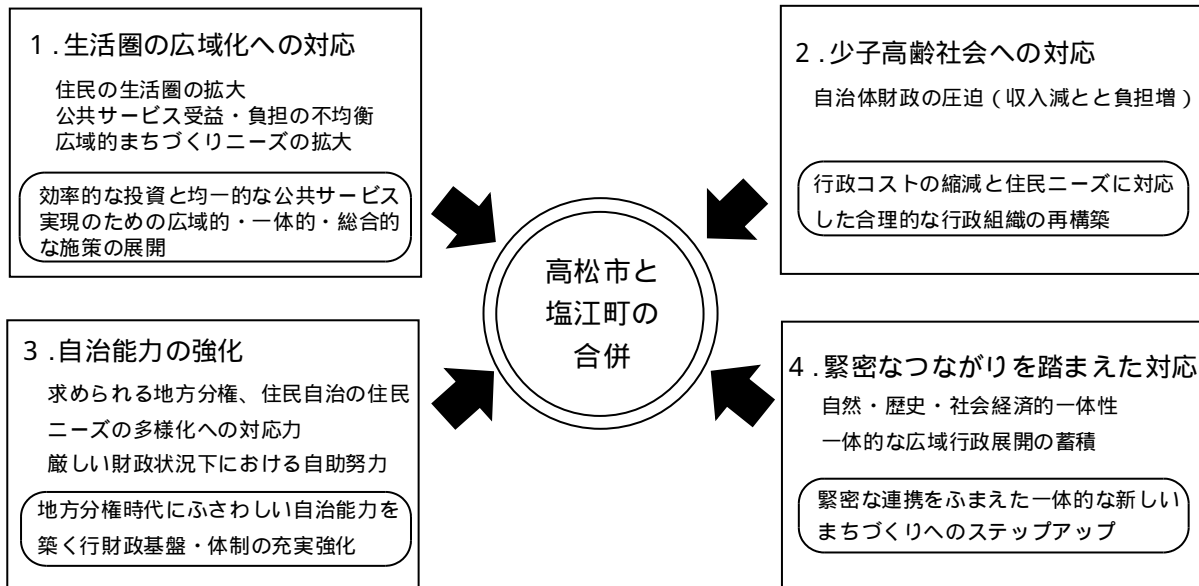 1.生活圏の広域化への対応
住民の生活圏の拡大
公共サービス受益・負担の不均衡
広域的まちづくりニーズの拡大
効率的な投資と均一的な公共サービス
実現のための広域的・一体的・総合的
な施策の展開
2.少子高齢社会への対応
自治体財政の圧迫(収入減とと負担増)
行政コストの縮減と住民ニーズに対応
した合理的な行政組織の再構築
高松市と
塩江町の
合併
3.自治能力の強化
求められる地方分権、住民自治の住民
ニーズの多様化への対応力
厳しい財政状況下における自助努力
地方分権時代にふさわしい自治能力を
築く行財政基盤・体制の充実強化
4.緊密なつながりを踏まえた対応
自然・歴史・社会経済的一体性
一体的な広域行政展開の蓄積
緊密な連携をふまえた一体的な新しい
まちづくりへのステップアップ